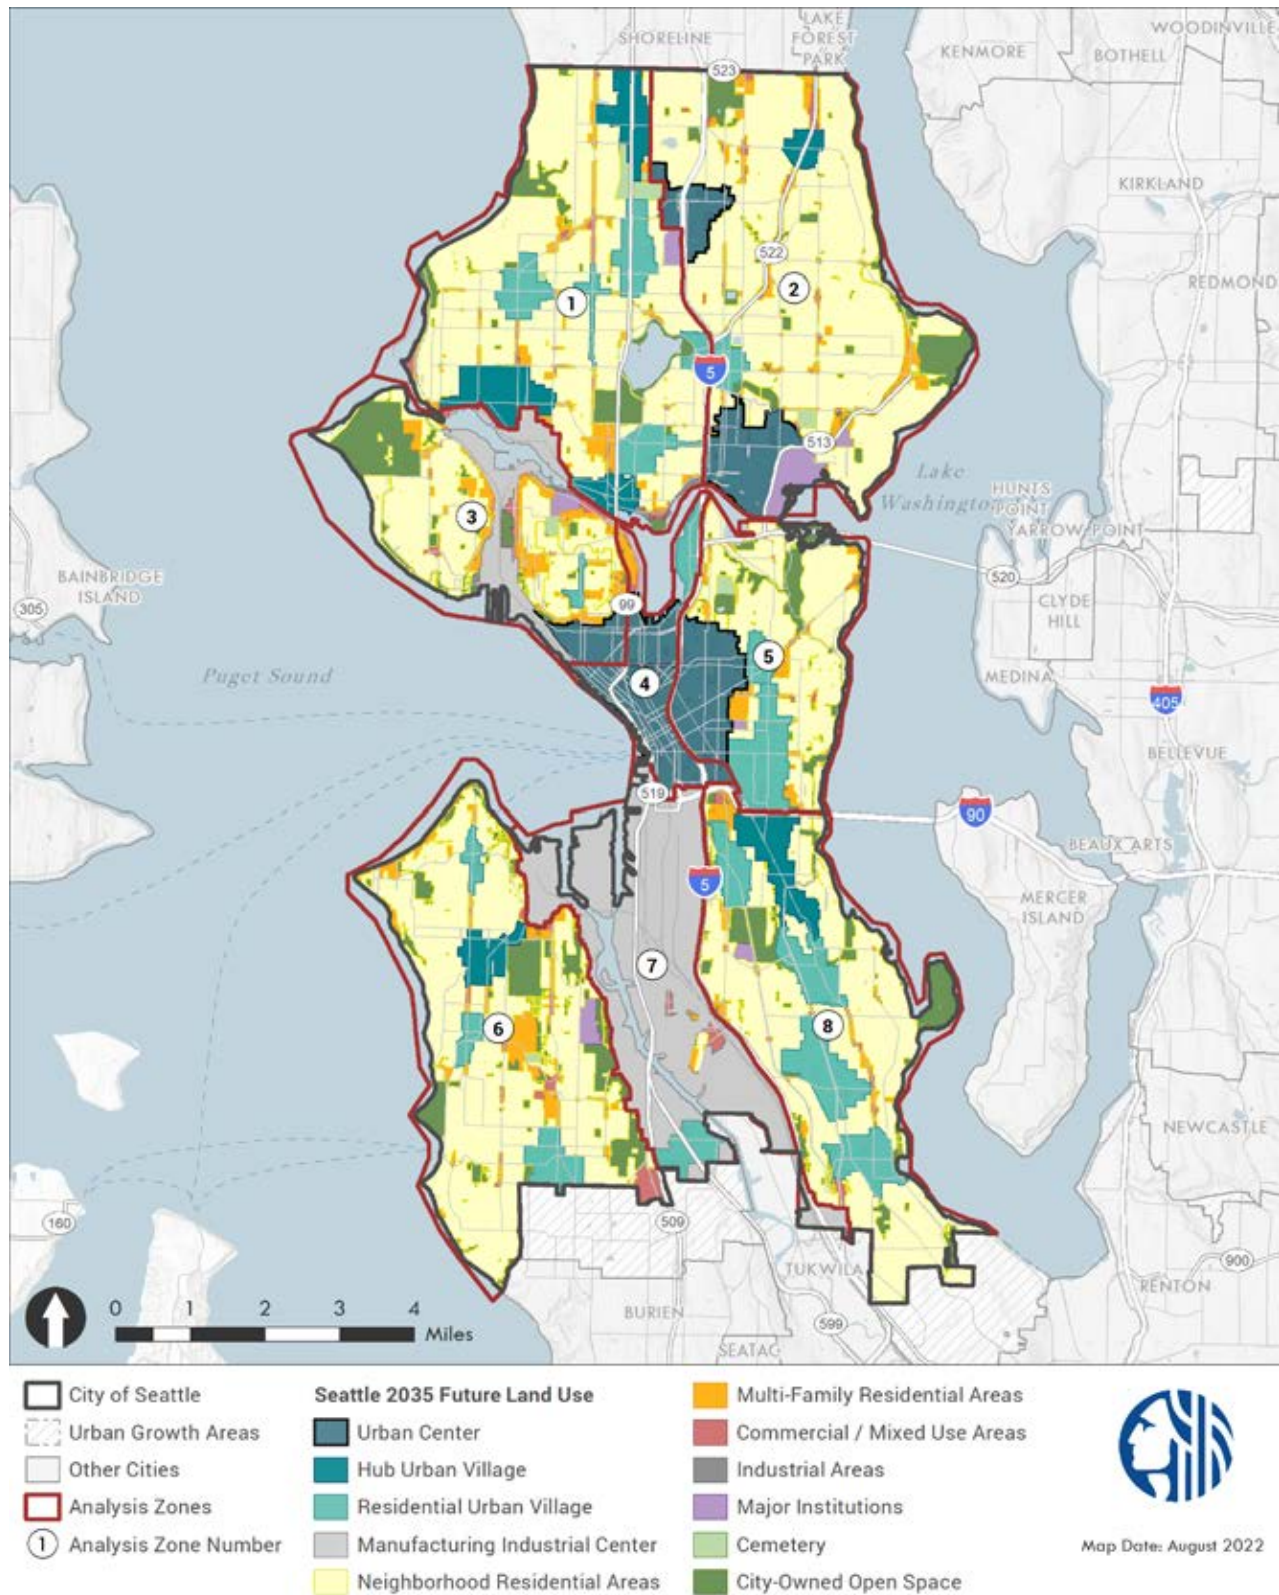 SHORELINE
LAKE
FOREST
PARK
WOODINVILLE
KENMORE
BOTHELL
523
KIRKLAND
522
REDMOND
1
2
5
513
Lake
Washington
HUNTS
POINT
YARROW POINT
3
520
BAINBRIDGE
ISLAND
305
99
CLYDE
HILL
5
Puget Sound
4
MEDINA
405
BELLEVUE
519
90
BEAUX ARTS
5
MERCER
ISLAND
7
6
8
NEWCASTLE
160
509
TUKWILA
900
RENTON
BURIEN
599
SEATAC
0 1 2 3 4
Miles
City of Seattle
Urban Growth Areas
Other Cities
Analysis Zones
1 Analysis Zone Number
Seattle 2035 Future Land Use
Urban Center
Hub Urban Village
Residential Urban Village
Manufacturing Industrial Center
Neighborhood Residential Areas
Multi-Family Residential Areas
Commercial / Mixed Use Areas
Industrial Areas
Major Institutions
Cemetery
City-Owned Open Space
Map Date: August 2022